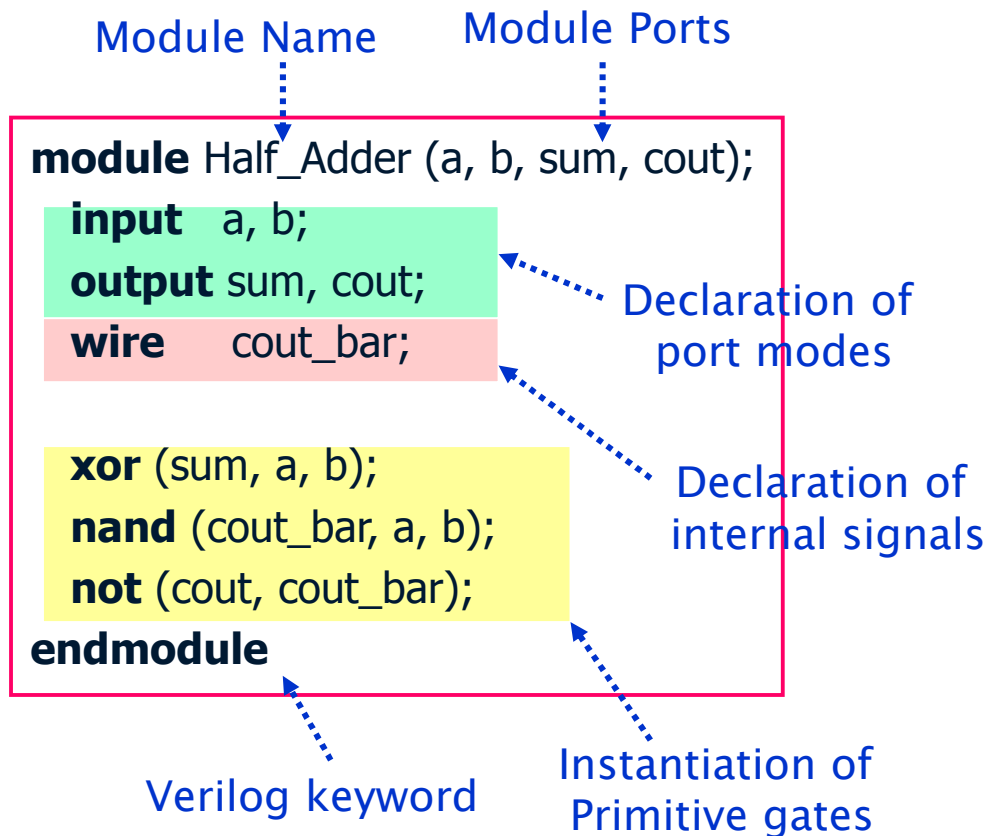 Module Name
Module Ports
module Half_Adder (a, b, sum, cout);
input a, b;
output sum, cout;
wire cout_bar;
Declaration of
port modes
xor (sum, a, b);
nand (cout_bar, a, b);
not (cout, cout_bar);
endmodule
Declaration of
internal signals
Verilog keyword
Instantiation of
Primitive gates